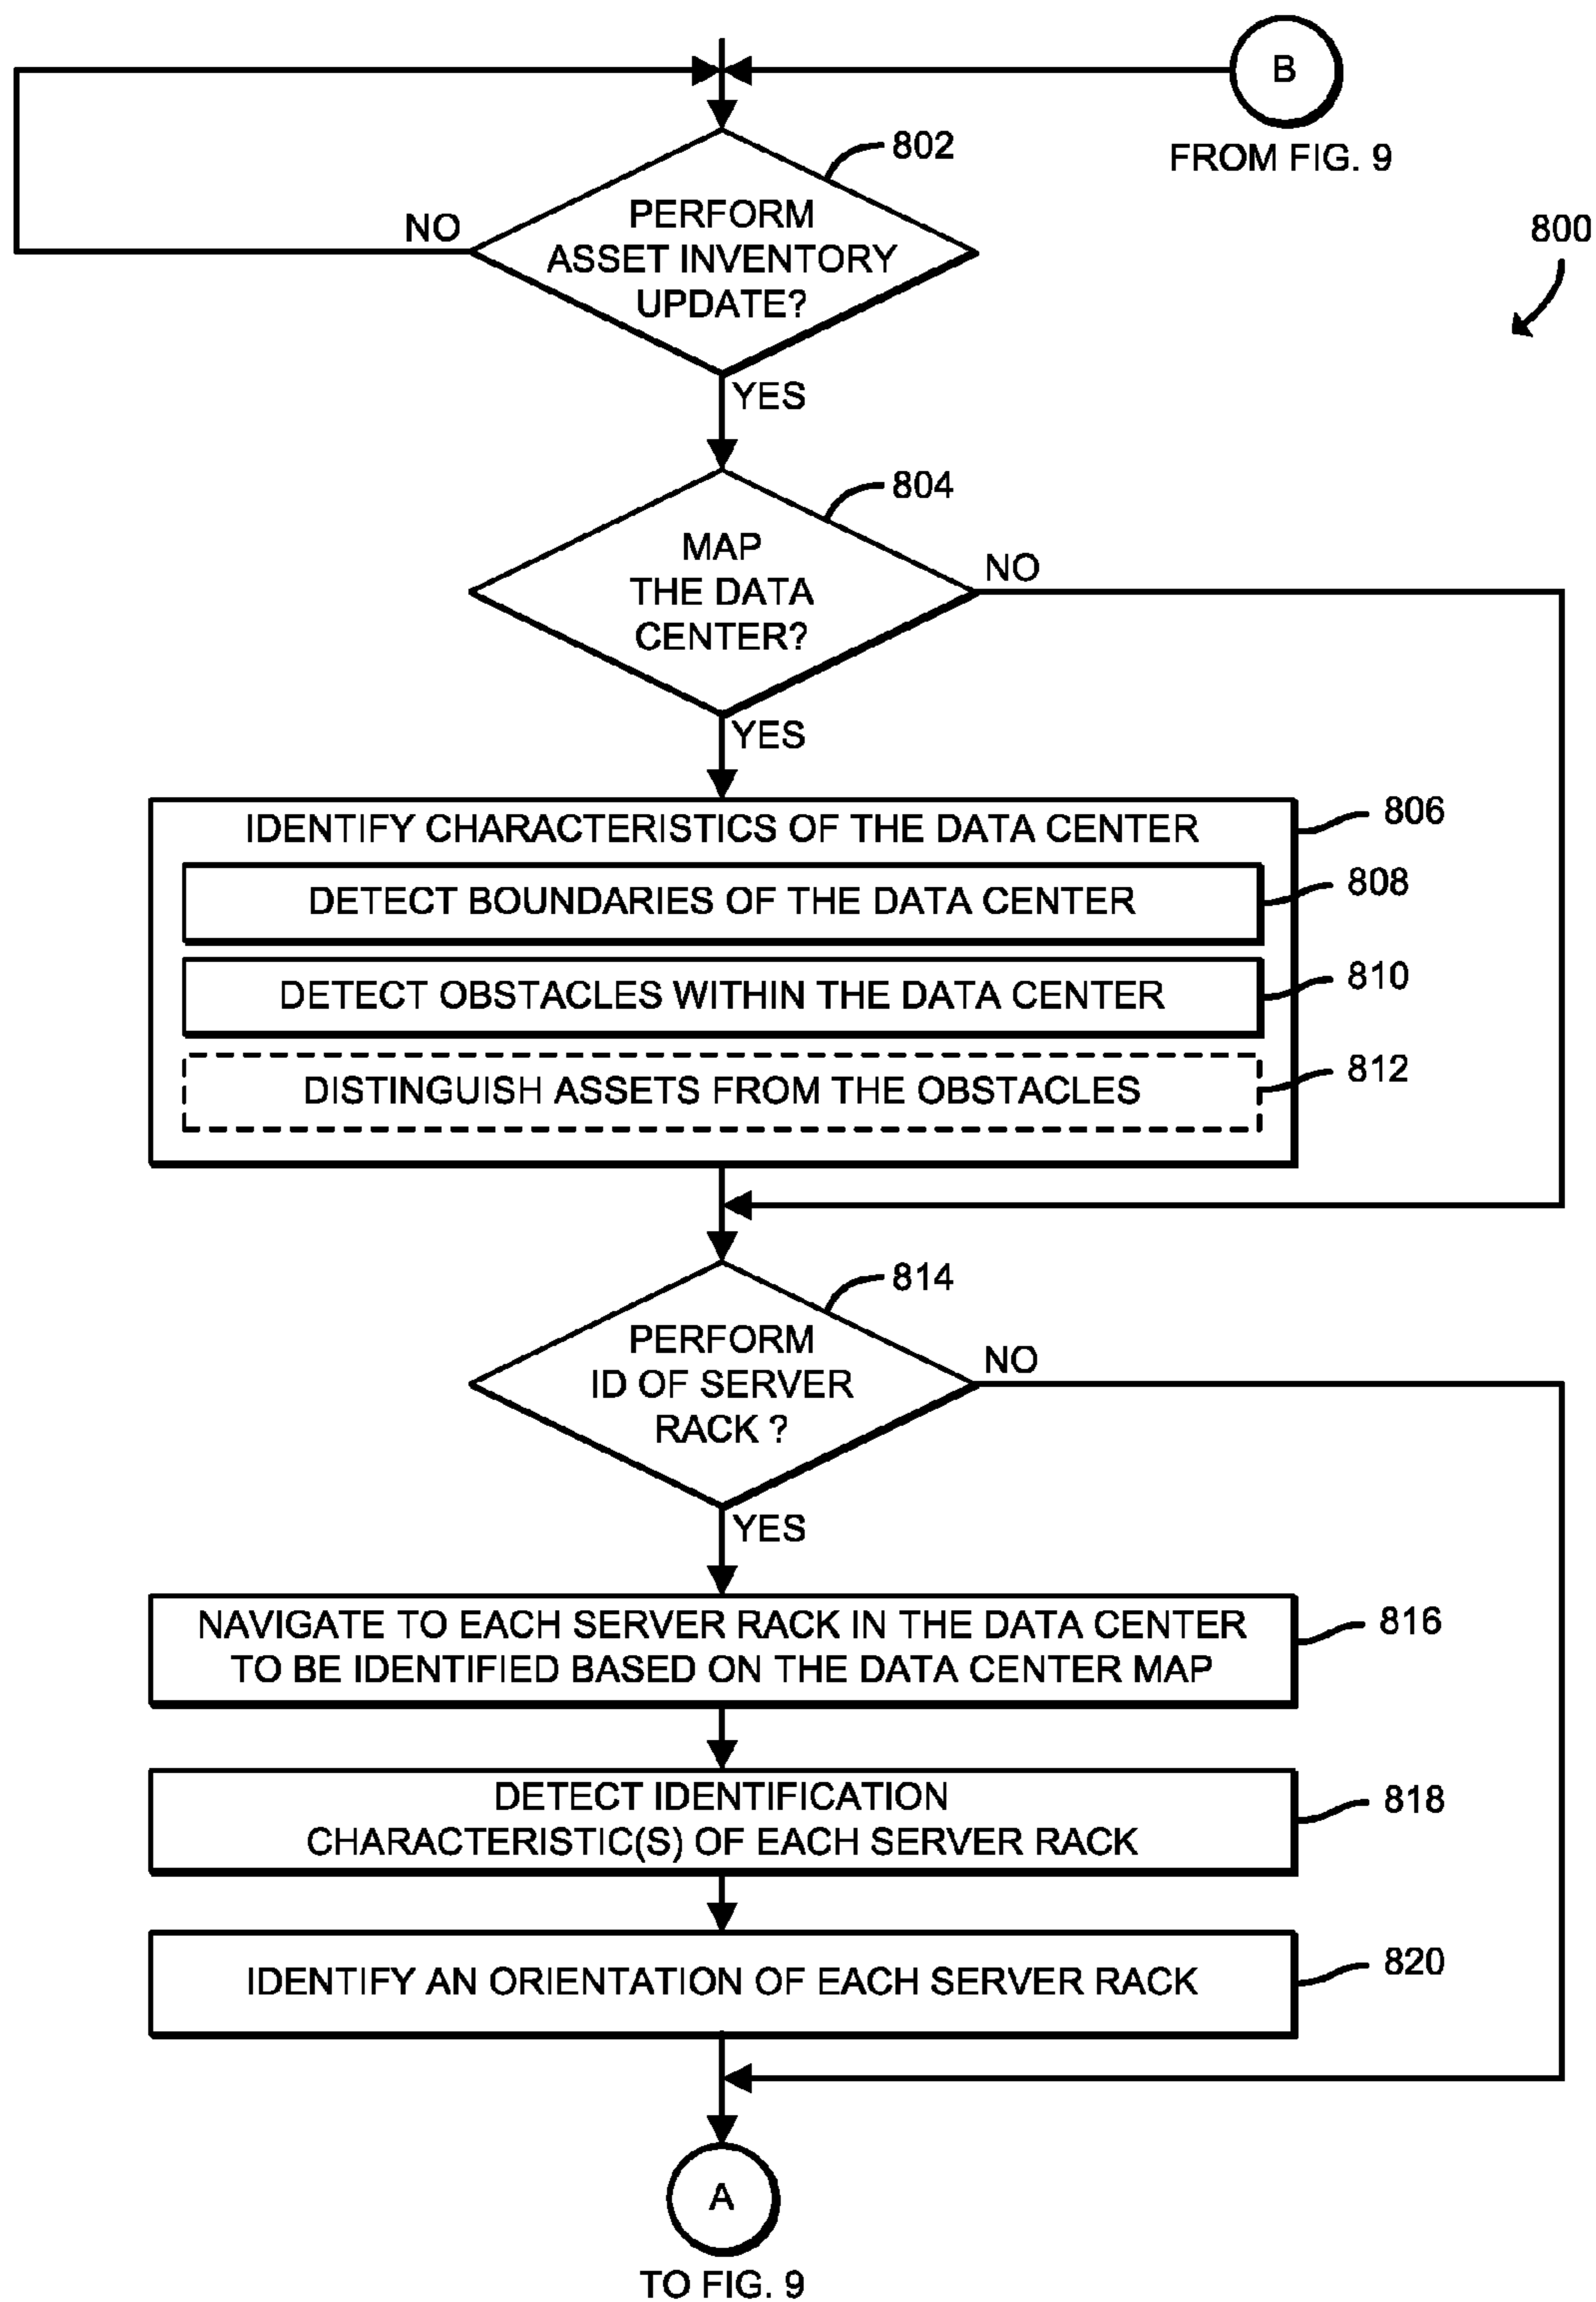 B
FROM FIG. 9
800
802
PERFORM
ASSET INVENTORY
UPDATE?
NO
YES
804
MAP
THE DATA
CENTER?
NO
YES
806
IDENTIFY CHARACTERISTICS OF THE DATA CENTER
808
DETECT BOUNDARIES OF THE DATA CENTER
810
DETECT OBSTACLES WITHIN THE DATA CENTER
812
DISTINGUISH ASSETS FROM THE OBSTACLES
814
PERFORM
ID OF SERVER
RACK ?
NO
YES
816
NAVIGATE TO EACH SERVER RACK IN THE DATA CENTER
TO BE IDENTIFIED BASED ON THE DATA CENTER MAP
818
DETECT IDENTIFICATION
CHARACTERISTIC(S) OF EACH SERVER RACK
820
IDENTIFY AN ORIENTATION OF EACH SERVER RACK
A
TO FIG. 9